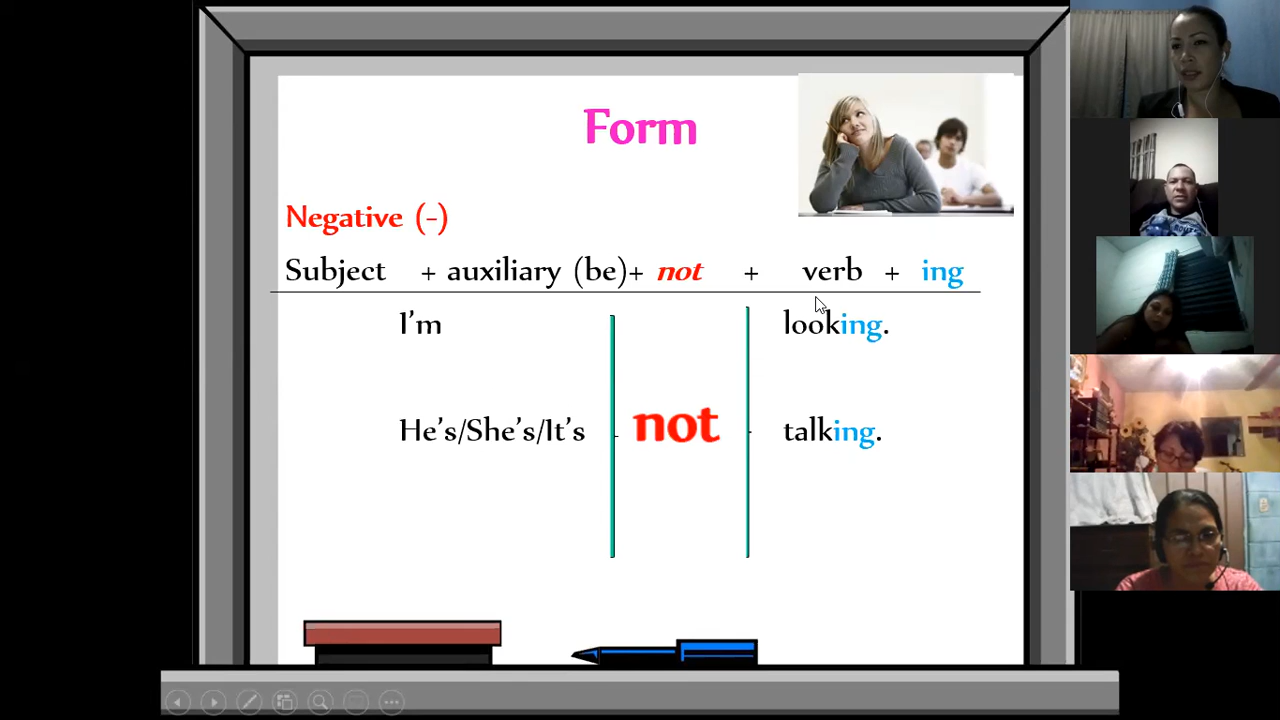 Form
Negative (-)
Subject + auxiliary (be)+ not + verb + ing
I'm looking.
He's/She's/It's not talking.